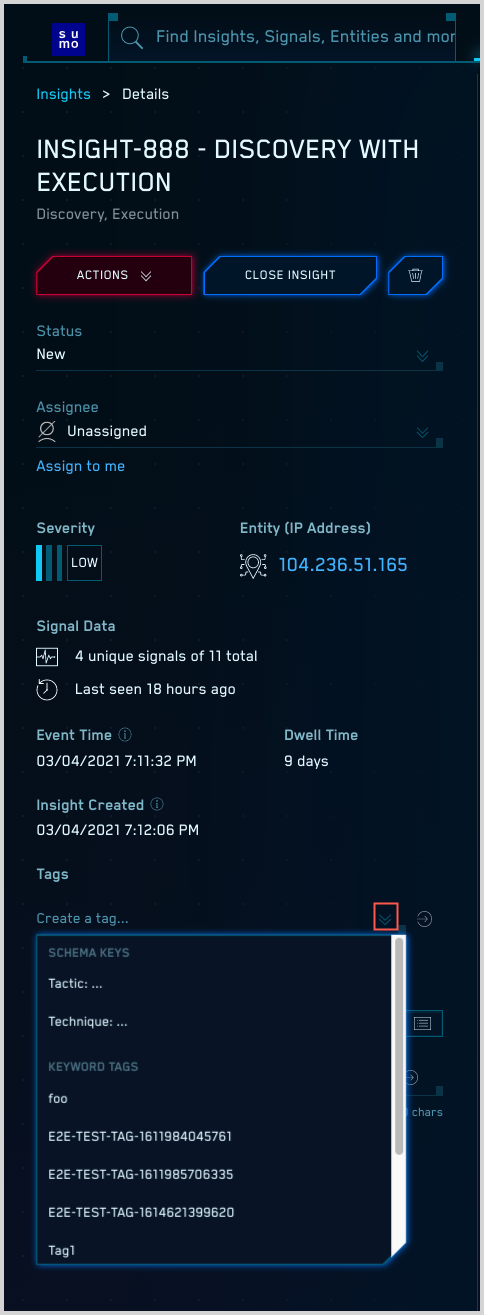 su
mo
Find Insights, Signals, Entities and mor
Insights > Details
INSIGHT-888 - DISCOVERY WITH
EXECUTION
Discovery, Execution
ACTIONS
CLOSE INSIGHT
Status
New
Assignee
Unassigned
Assign to me
Severity
Entity (IP Address)
LOW
104.236.51.165
Signal Data
4 unique signals of 11 total
Last seen 18 hours ago
Event Time
Dwell Time
03/04/2021 7:11:32 PM
9 days
Insight Created
03/04/2021 7:12:06 PM
Tags
Create a tag...
SCHEMA KEYS
Tactic: ...
Technique: ...
KEYWORD TAGS
foo
chars
E2E-TEST-TAG-1611984045761
E2E-TEST-TAG-1611985706335
E2E-TEST-TAG-1614621399620
Tag1